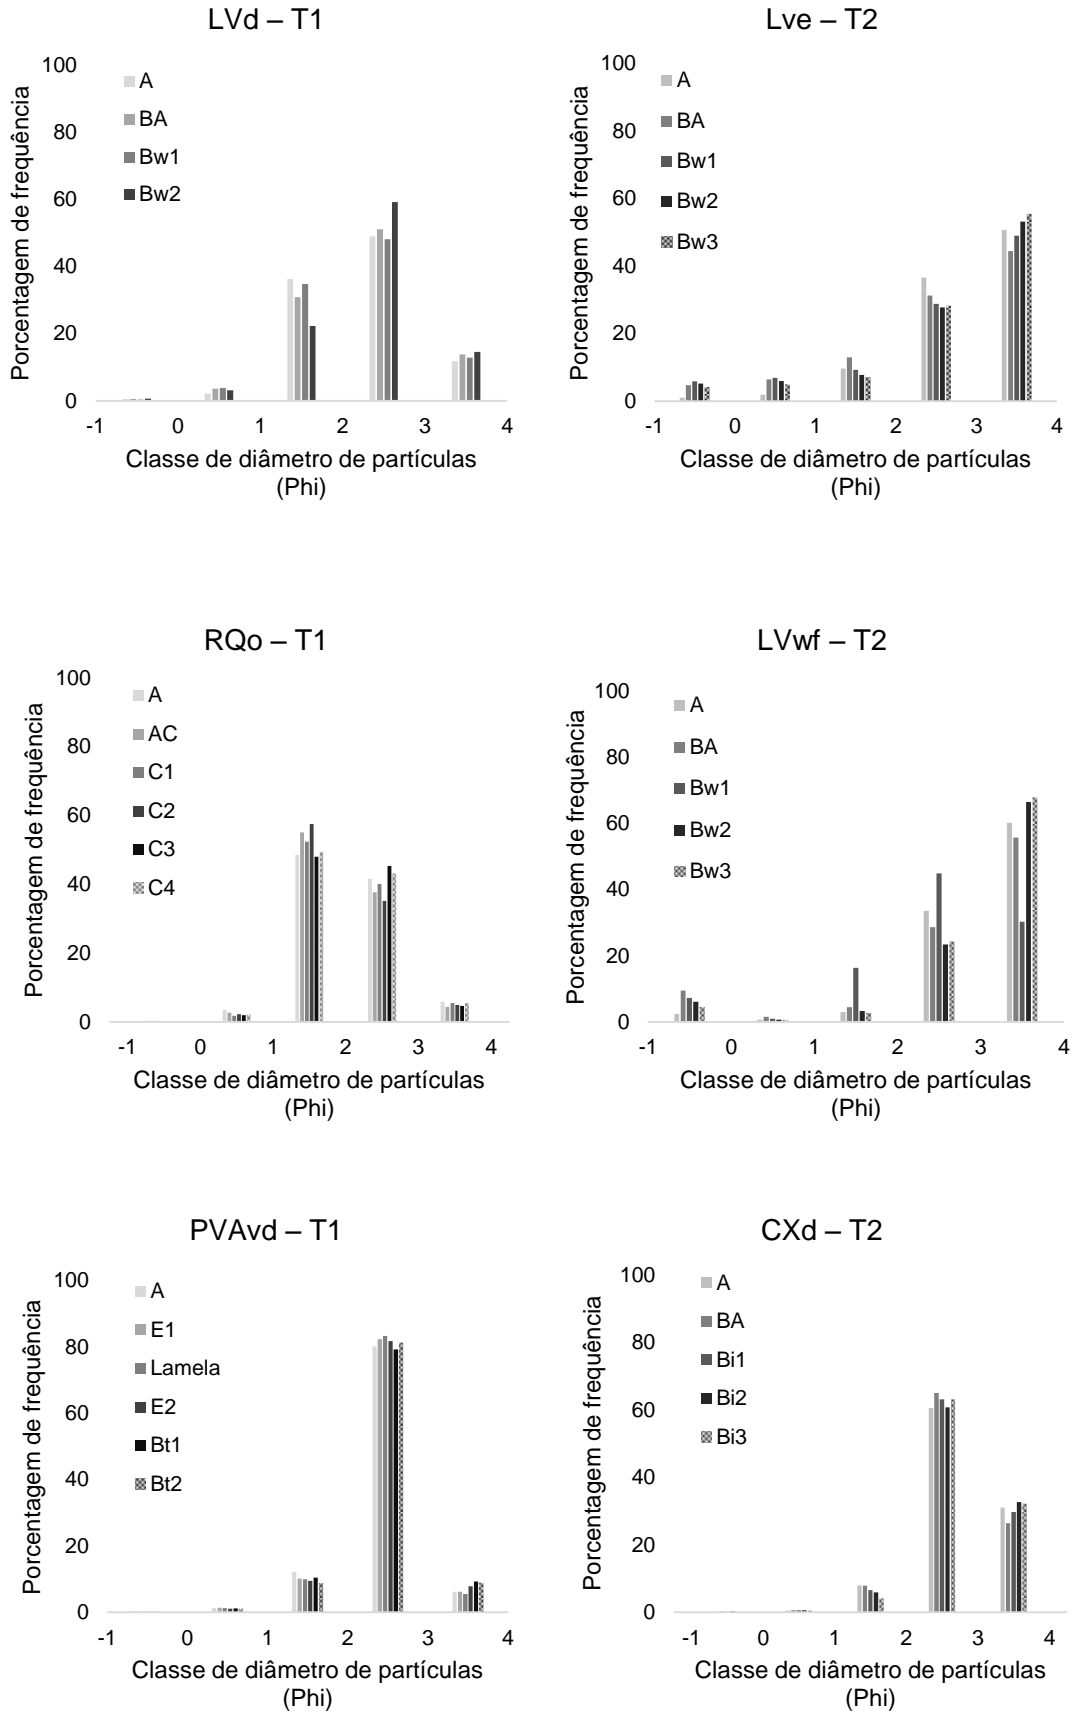 LVd – T1
Porcentagem de frequência
100
80
60
40
20
0
A
BA
Bw1
Bw2
-1 0 1 2 3 4
Classe de diâmetro de partículas
(Phi)
Lve – T2
Porcentagem de frequência
100
80
60
40
20
0
A
BA
Bw1
Bw2
Bw3
-1 0 1 2 3 4
Classe de diâmetro de partículas
(Phi)
RQo – T1
Porcentagem de frequência
100
80
60
40
20
0
A
AC
C1
C2
C3
C4
-1 0 1 2 3 4
Classe de diâmetro de partículas
(Phi)
LVwf – T2
Porcentagem de frequência
100
80
60
40
20
0
A
BA
Bw1
Bw2
Bw3
-1 0 1 2 3 4
Classe de diâmetro de partículas
(Phi)
PVAvd – T1
Porcentagem de frequência
100
80
60
40
20
0
A
E1
Lamela
E2
Bt1
Bt2
-1 0 1 2 3 4
Classe de diâmetro de partículas
(Phi)
CXd – T2
Porcentagem de frequência
100
80
60
40
20
0
A
BA
Bi1
Bi2
Bi3
-1 0 1 2 3 4
Classe de diâmetro de partículas
(Phi)